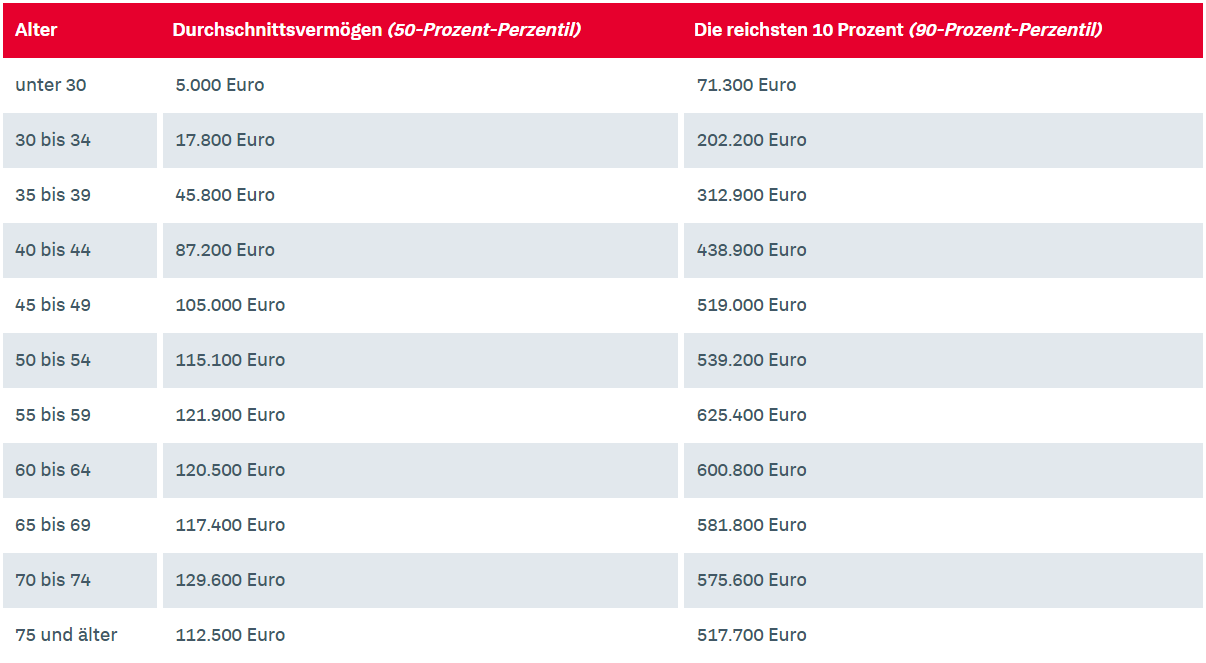 Alter Durchschnittsvermögen (50-Prozent-Perzentil) Die reichsten 10 Prozent (90-Prozent-Perzentil)
unter 30 5.000 Euro 71.300 Euro
30 bis 34 17.800 Euro 202.200 Euro
35 bis 39 45.800 Euro 312.900 Euro
40 bis 44 87.200 Euro 438.900 Euro
45 bis 49 105.000 Euro 519.000 Euro
50 bis 54 115.100 Euro 539.200 Euro
55 bis 59 121.900 Euro 625.400 Euro
60 bis 64 120.500 Euro 600.800 Euro
65 bis 69 117.400 Euro 581.800 Euro
70 bis 74 129.600 Euro 575.600 Euro
75 und älter 112.500 Euro 517.700 Euro